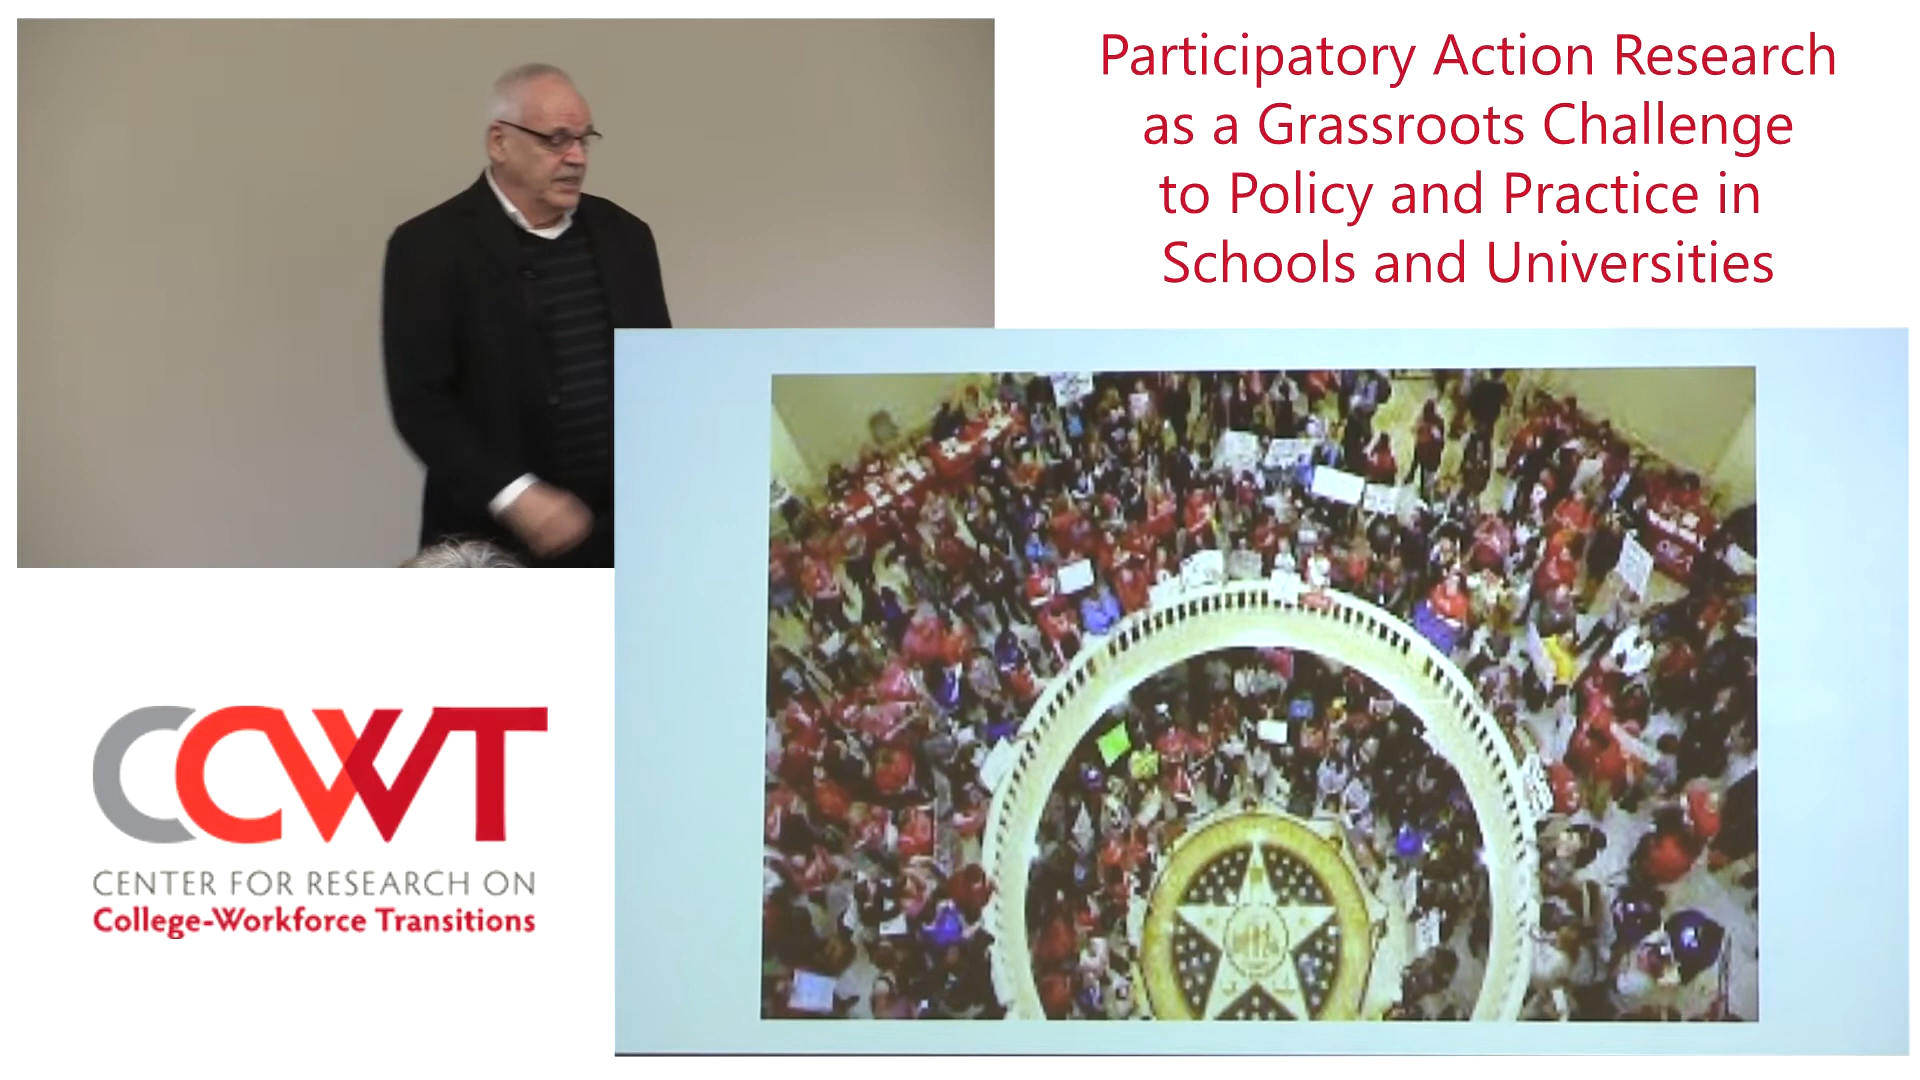 Participatory Action Research
as a Grassroots Challenge
to Policy and Practice in
Schools and Universities
CCWT
CENTER FOR RESEARCH ON
College-Workforce Transitions